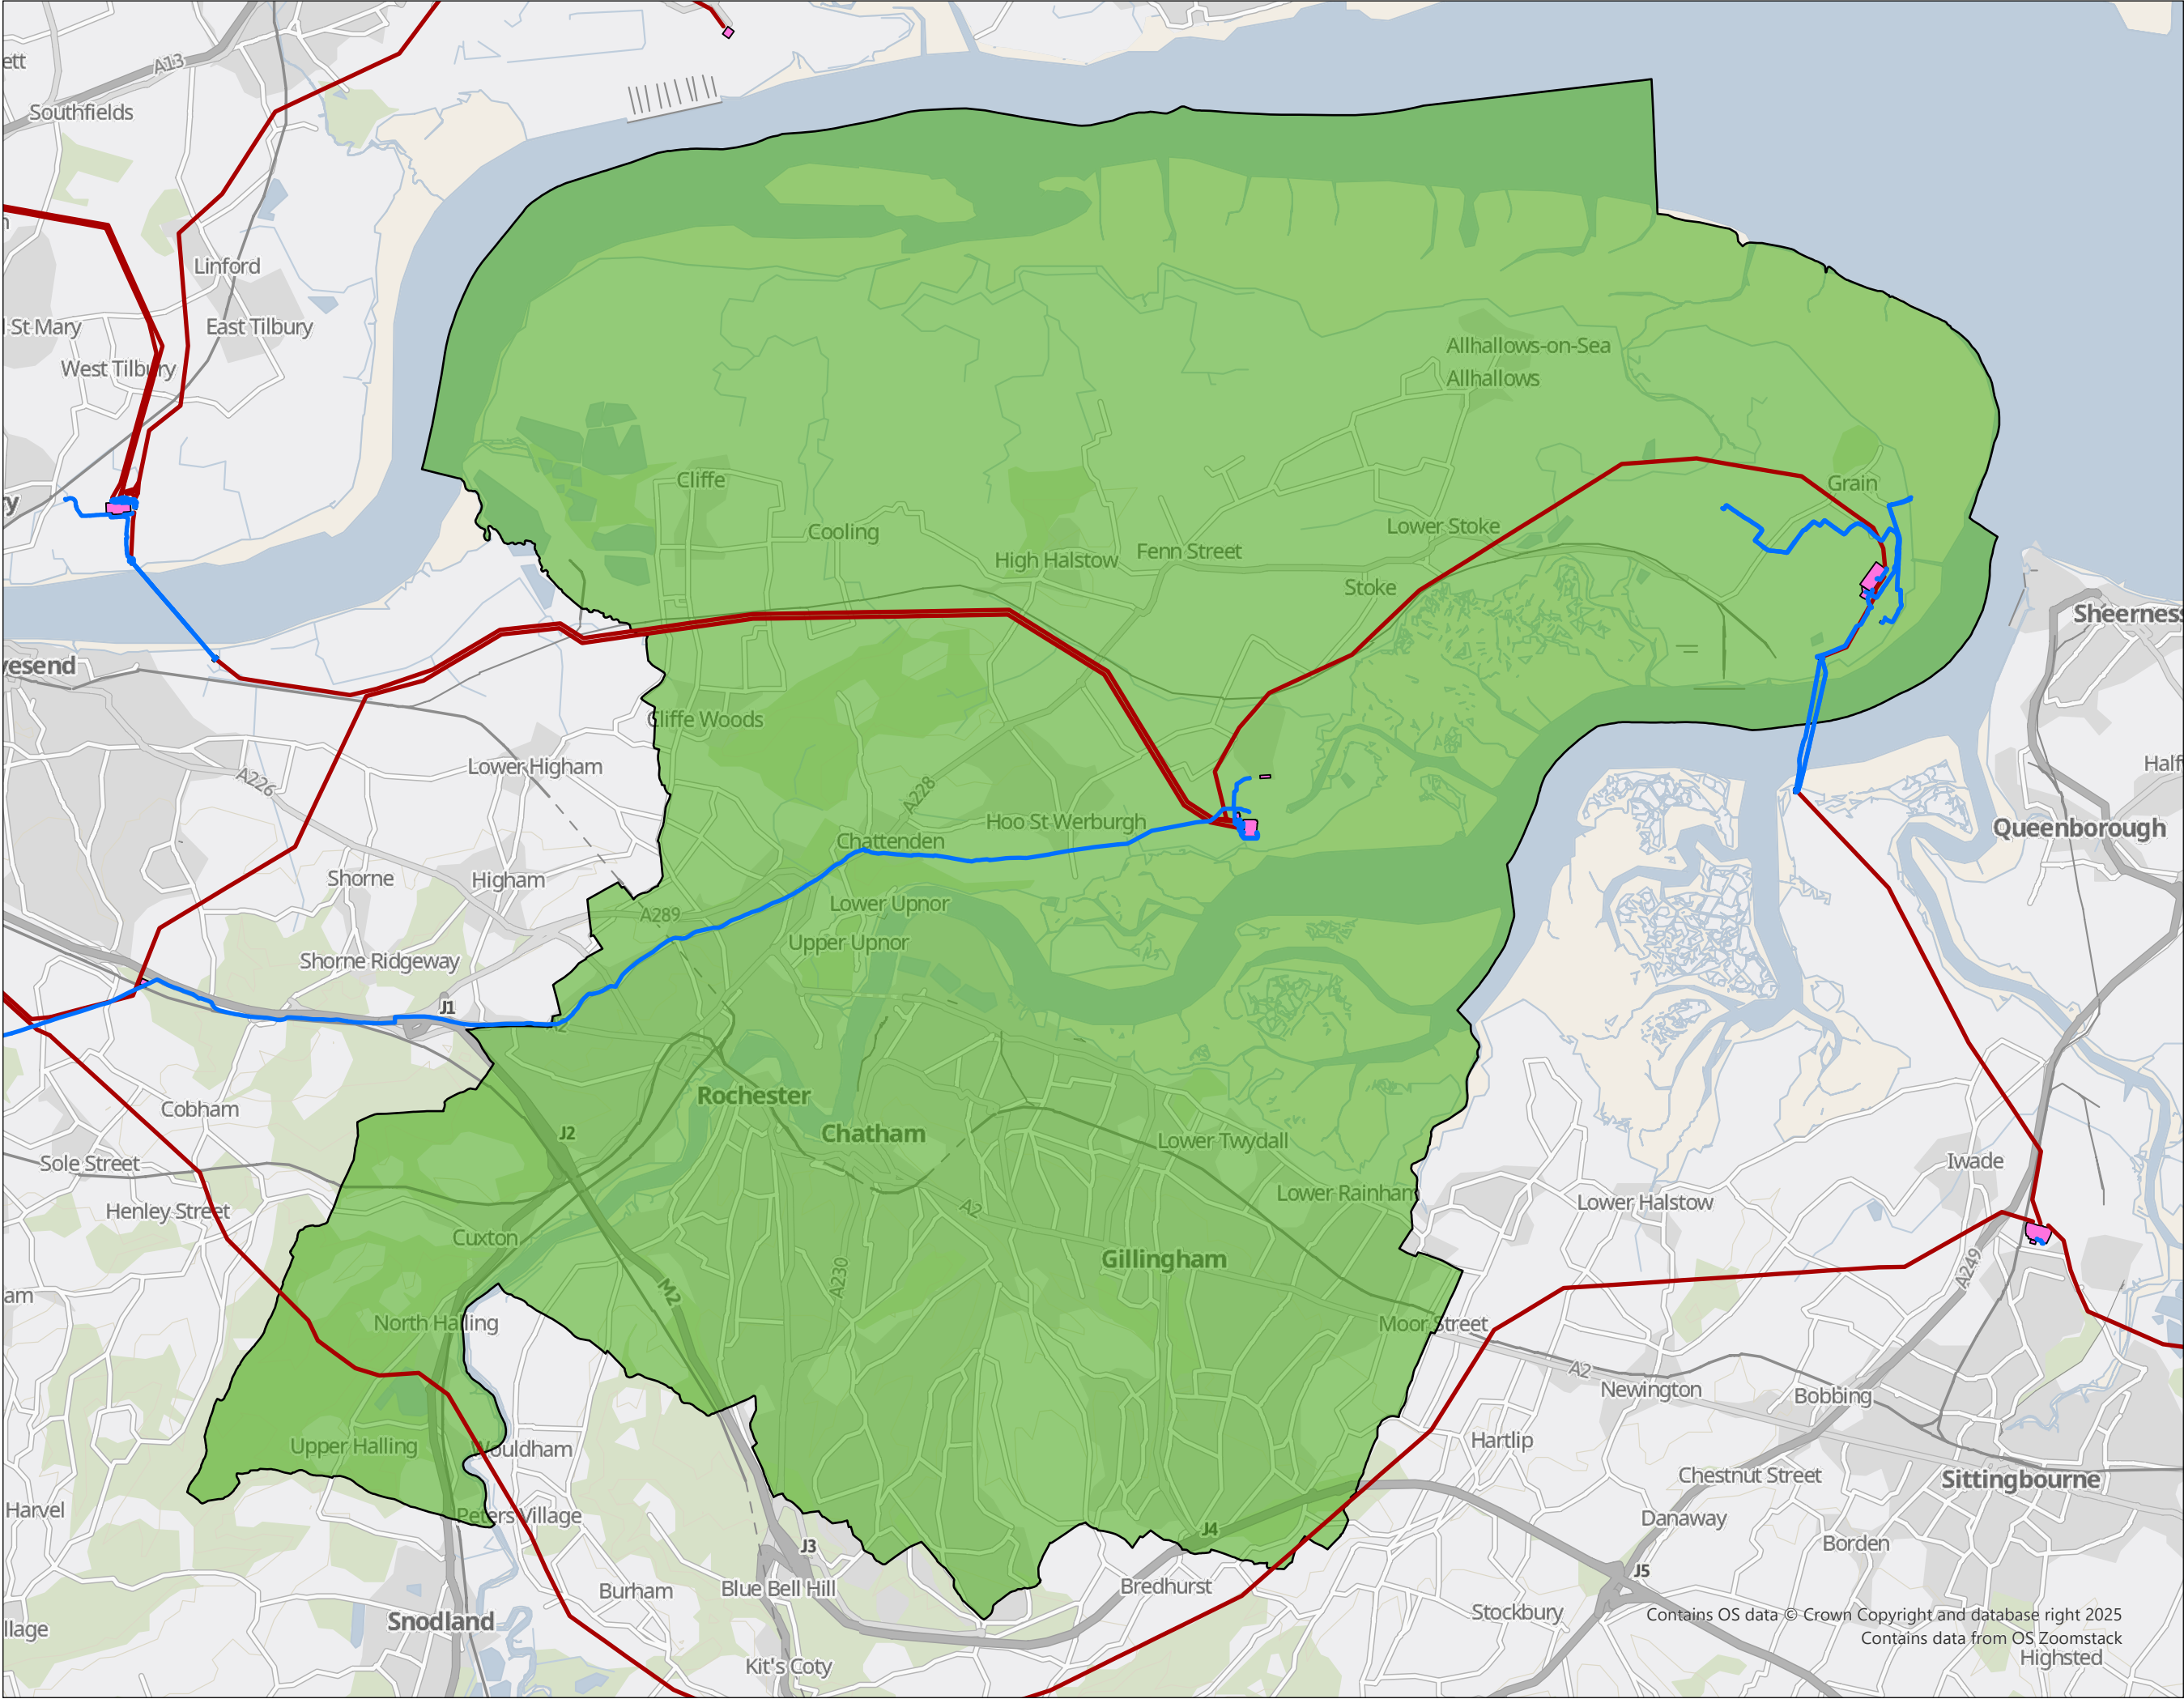 A13
Southfields
Linford
St Mary
East Tilbury
West Tilbury
Allhallows-on-Sea
Allhallows
Cliffe
Grain
Cooling
Lower Stoke
High Halstow
Fenn Street
Stoke
Sheerness
vesend
Cliffe Woods
Lower Higham
A226
A228
Hoo St Werburgh
Queenborough
Chattenden
Shorne
Higham
A289
Lower Upnor
Upper Upnor
Shorne Ridgeway
J1
Rochester
Cobham
J2
Chatham
Lower Twydall
Sole Street
Iwade
Lower Rainham
Lower Halstow
Henley Street
A2
Cuxton
Gillingham
A230
A249
M2
North Halling
Moor Street
A2
Newington
Bobbing
Upper Halling
Wouldham
Hartlip
Chestnut Street
Sittingbourne
Harvel
Peters Village
Danaway
J4
J3
Borden
J5
Burham
Blue Bell Hill
Bredhurst
Snodland
Stockbury
Contains OS data © Crown Copyright and database right 2025
Contains data from OS Zoomstack
Highsted
Kit's Coty